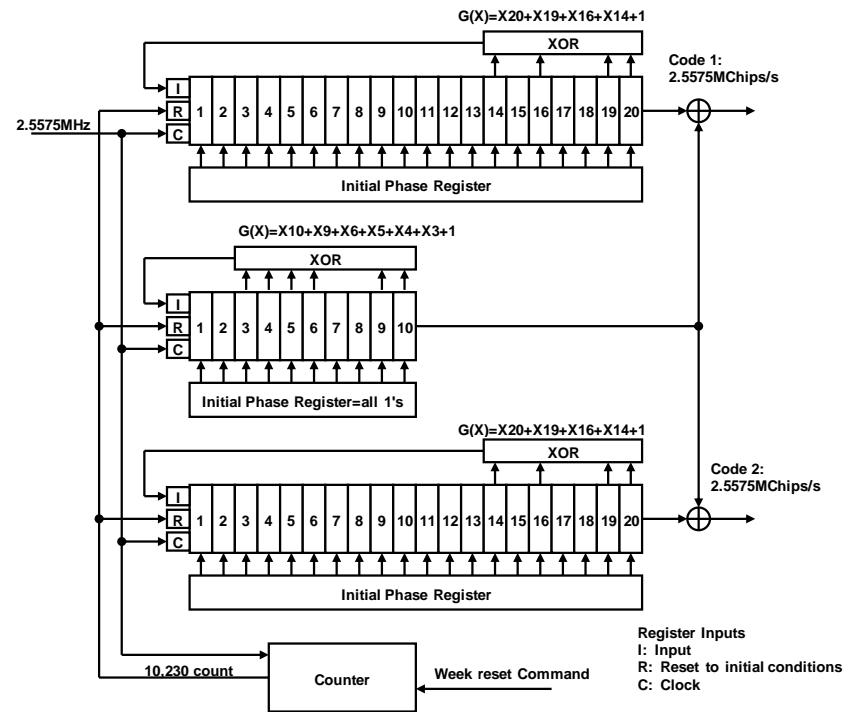 G(X)=X20+X19+X16+X14+1
XOR
Code 1:
2.5575MChips/s
I
R
C
1 2 3 4 5 6 7 8 9 10 11 12 13 14 15 16 17 18 19 20
2.5575MHz
Initial Phase Register
G(X)=X10+X9+X6+X5+X4+X3+1
XOR
I
R
C
1 2 3 4 5 6 7 8 9 10
Initial Phase Register=all 1's
G(X)=X20+X19+X16+X14+1
XOR
Code 2:
2.5575MChips/s
I
R
C
1 2 3 4 5 6 7 8 9 10 11 12 13 14 15 16 17 18 19 20
Initial Phase Register
10,230 count
Counter
Week reset Command
Register Inputs
I: Input
R: Reset to initial conditions
C: Clock